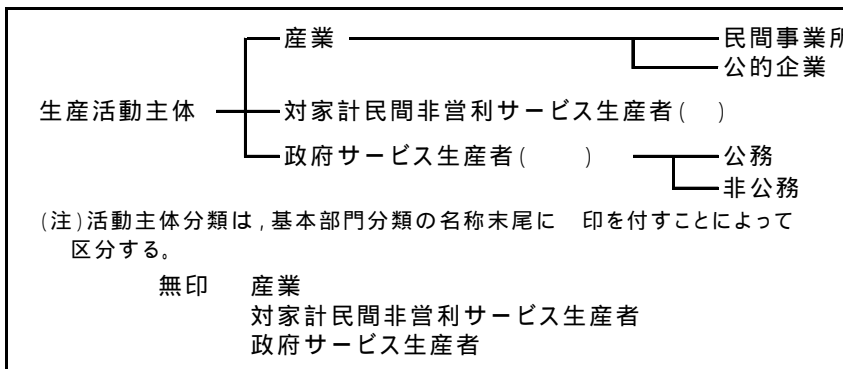 産業 民間事業所
公的企業
生産活動主体 対家計民間非営利サービス生産者( )
政府サービス生産者( ) 公務
非公務
(注)活動主体分類は,基本部門分類の名称末尾に 印を付すことによって
区分する。
無印 産業
対家計民間非営利サービス生産者
政府サービス生産者